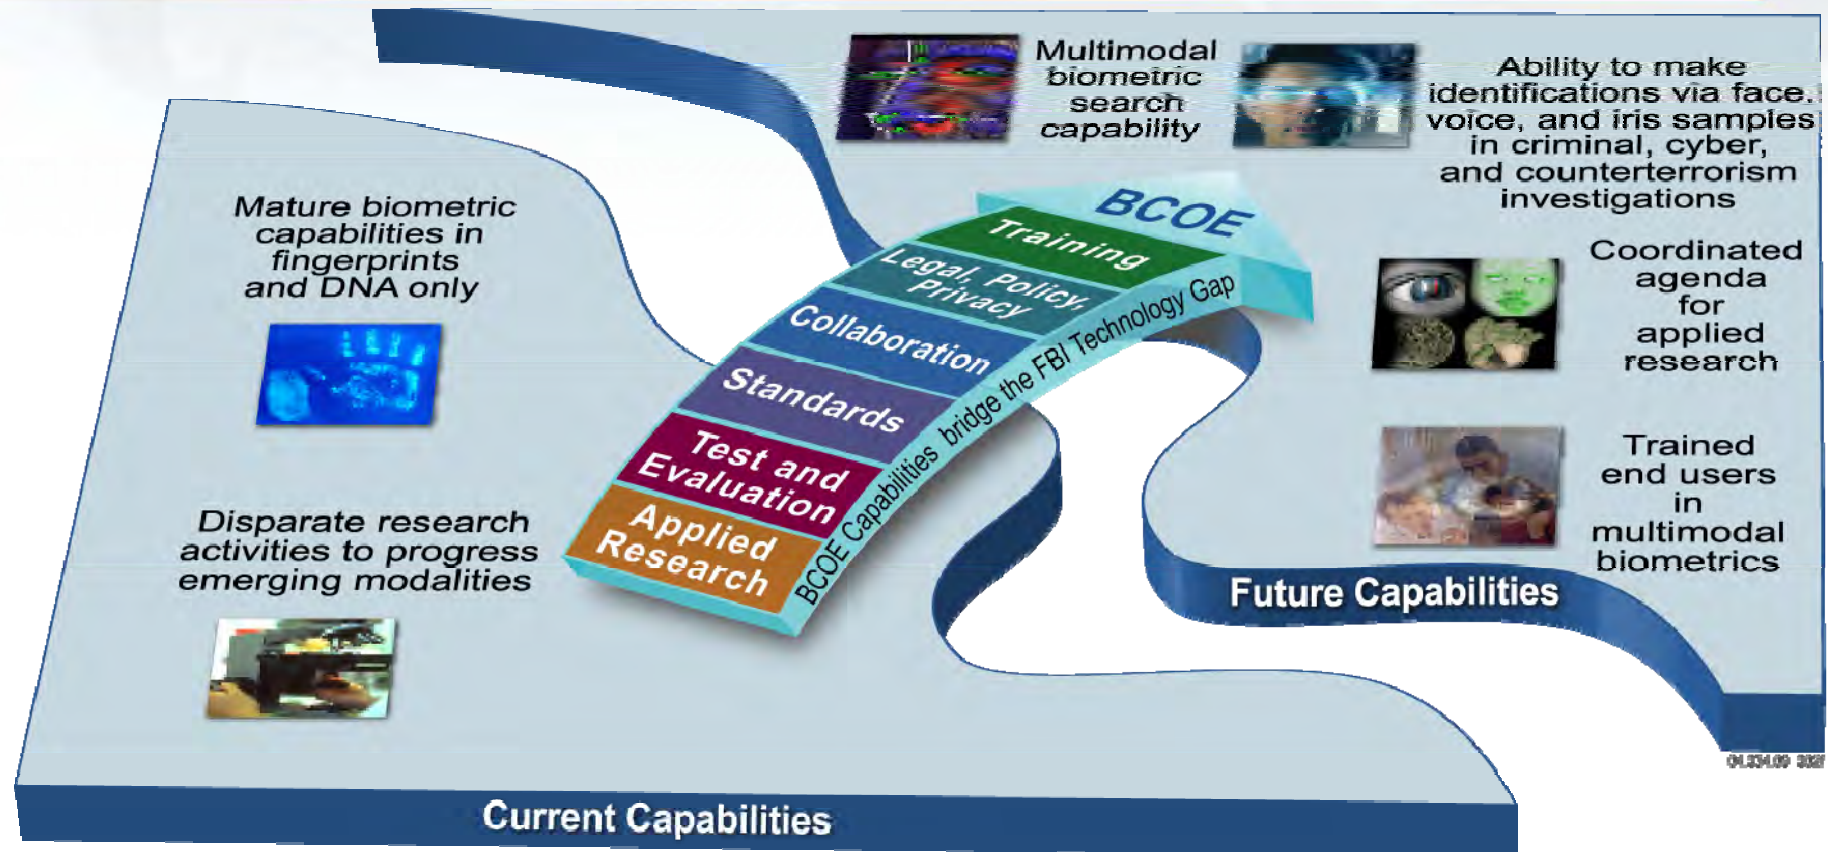 Multimodal
biometric
search
capability
Ability to make
identifications via face,
voice, and iris samples
in criminal, cyber,
and counterterrorism
investigations
Mature biometric
capabilities in
fingerprints
and DNA only
BCOE
Training
Legal, Policy,
Privacy
Collaboration
Standards
Test and
Evaluation
Applied
Research
BCOE Capabilities bridge the FBI Technology Gap
Coordinated
agenda
for
applied
research
Trained
end users
in
multimodal
biometrics
Disparate research
activities to progress
emerging modalities
Future Capabilities
Current Capabilities